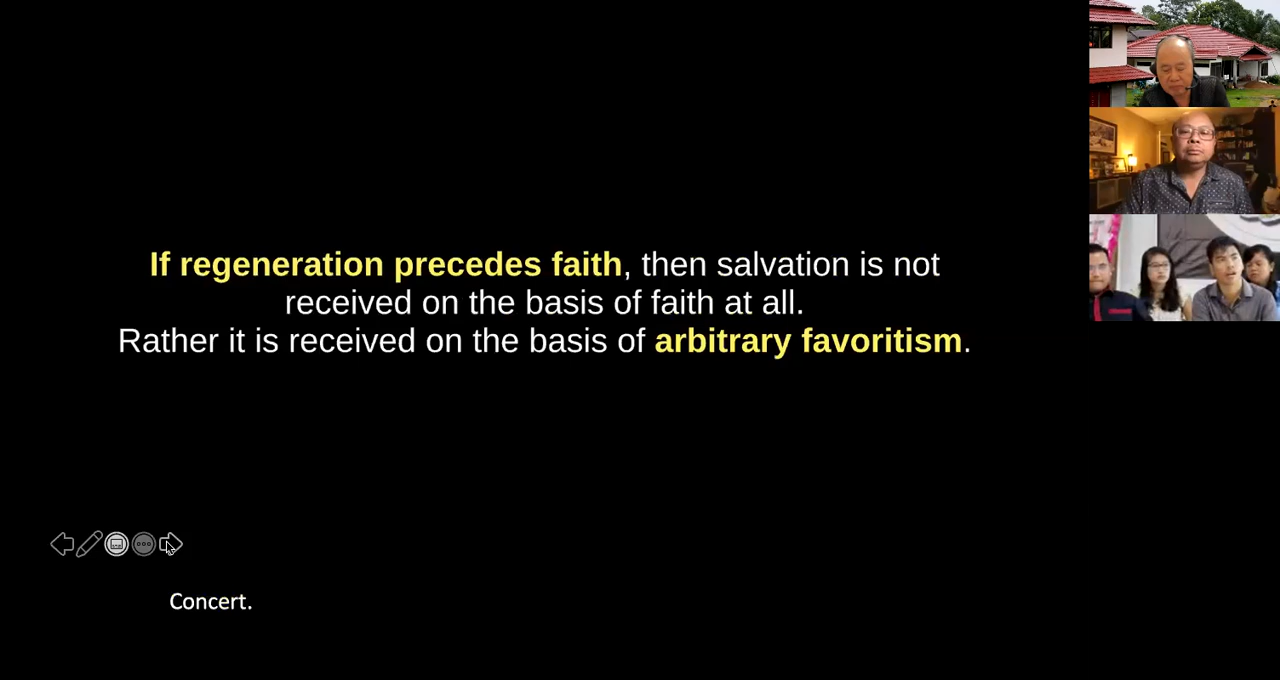 If regeneration precedes faith, then salvation is not
received on the basis of faith at all.
Rather it is received on the basis of arbitrary favoritism.
Concert.